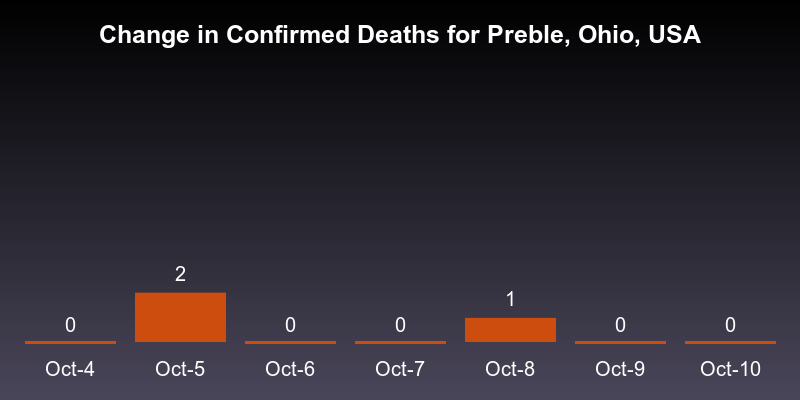 Change in Confirmed Deaths for Preble, Ohio, USA
0 2 0 0 1 0 0
Oct-4 Oct-5 Oct-6 Oct-7 Oct-8 Oct-9 Oct-10